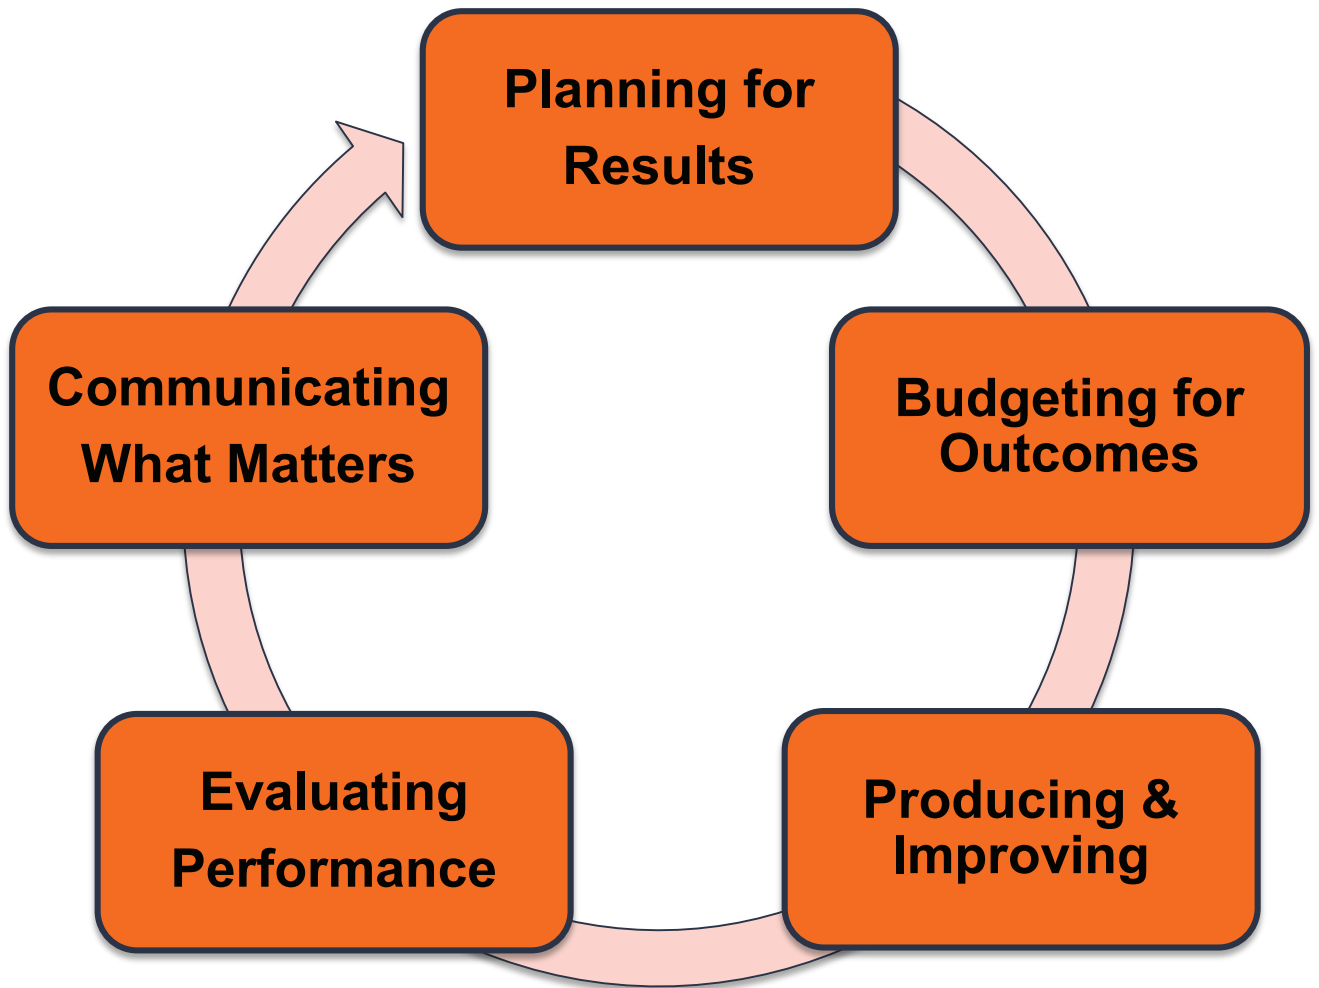 Planning for
Results
Budgeting for
Outcomes
Producing &
Improving
Evaluating
Performance
Communicating
What Matters